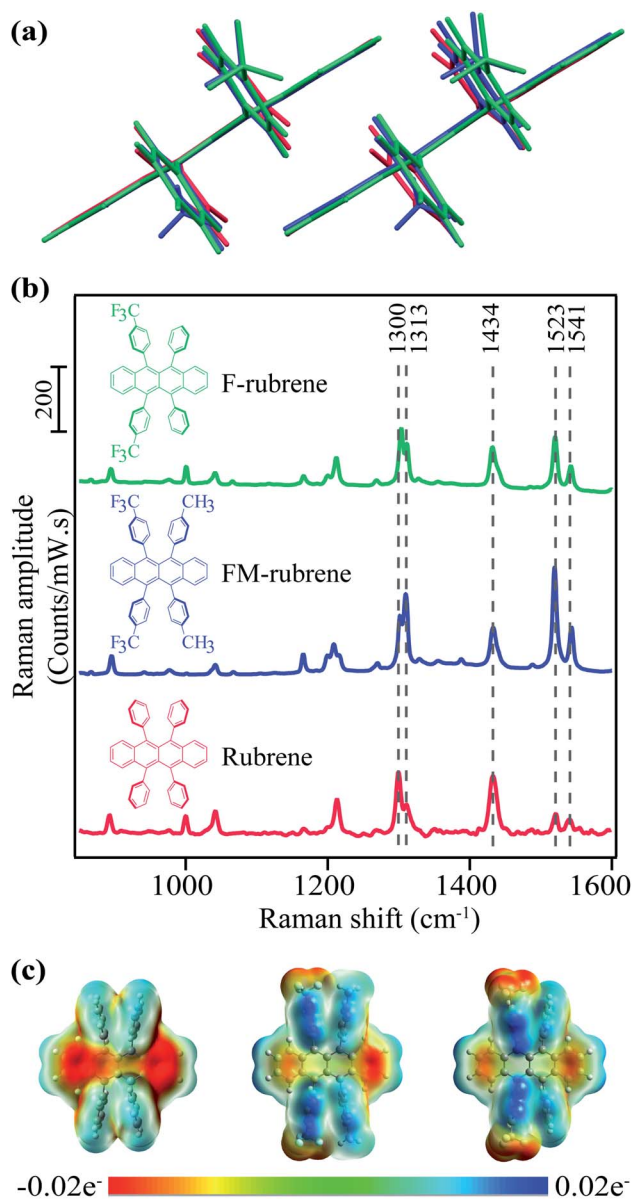 (a)
(b)
1300
1313
1434
1523
1541
200
F₃C
F-rubrene
F₃C
F₃C
CH₃
FM-rubrene
F₃C
CH₃
Rubrene
Raman amplitude
(Counts/mW.s)
1000
1200
1400
1600
Raman shift (cm⁻¹)
(c)
-0.02e⁻
0.02e⁻